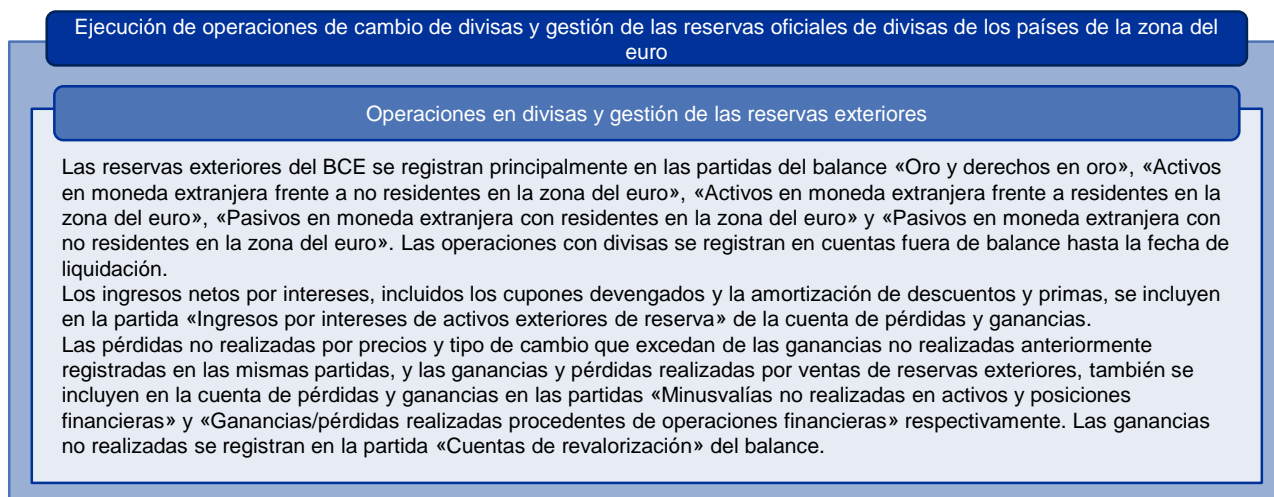 Ejecución de operaciones de cambio de divisas y gestión de las reservas oficiales de divisas de los países de la zona del
euro
Operaciones en divisas y gestión de las reservas exteriores
Las reservas exteriores del BCE se registran principalmente en las partidas del balance «Oro y derechos en oro», «Activos
en moneda extranjera frente a no residentes en la zona del euro», «Activos en moneda extranjera frente a residentes en la
zona del euro», «Pasivos en moneda extranjera con residentes en la zona del euro» y «Pasivos en moneda extranjera con
no residentes en la zona del euro». Las operaciones con divisas se registran en cuentas fuera de balance hasta la fecha de
liquidación.
Los ingresos netos por intereses, incluidos los cupones devengados y la amortización de descuentos y primas, se incluyen
en la partida «Ingresos por intereses de activos exteriores de reserva» de la cuenta de pérdidas y ganancias.
Las pérdidas no realizadas por precios y tipo de cambio que excedan de las ganancias no realizadas anteriormente
registradas en las mismas partidas, y las ganancias y pérdidas realizadas por ventas de reservas exteriores, también se
incluyen en la cuenta de pérdidas y ganancias en las partidas «Minusvalías no realizadas en activos y posiciones
financieras» y «Ganancias/pérdidas realizadas procedentes de operaciones financieras» respectivamente. Las ganancias
no realizadas se registran en la partida «Cuentas de revalorización» del balance.